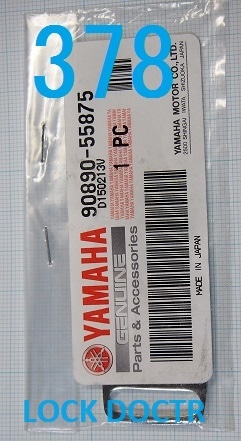 378
YAMAHA MOTOR CO., LTD.
2500 SHINGAI IWATA SHIZUOKA JAPAN
90890-55875
D150213V
1 PC
YAMAHA
GENUINE
Parts & Accessories
MADE IN JAPAN
LOCK DOCTR